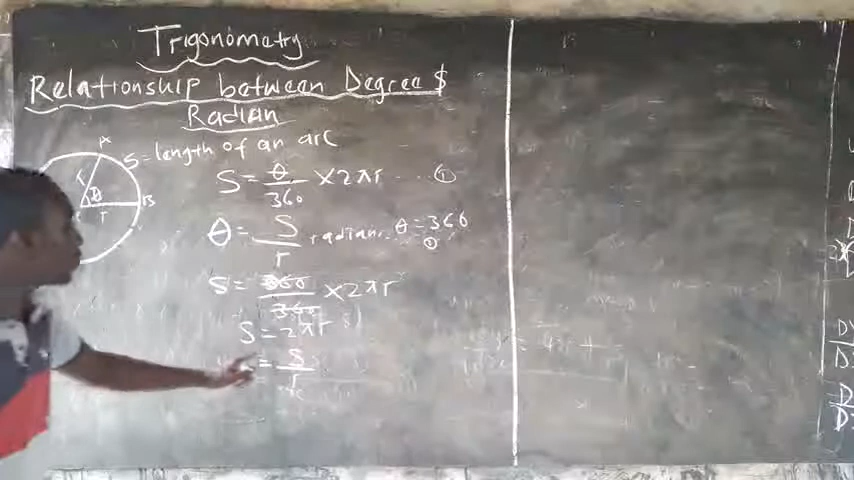 Trigonometry
Relationship between Degree $
Radian
S = length of an arc
A
r
θ
r
B
S = θ/360 × 2πr ①
θ = S/r radian. θ = 360
S = 360/360 × 2πr
S = 2πr
= S/r